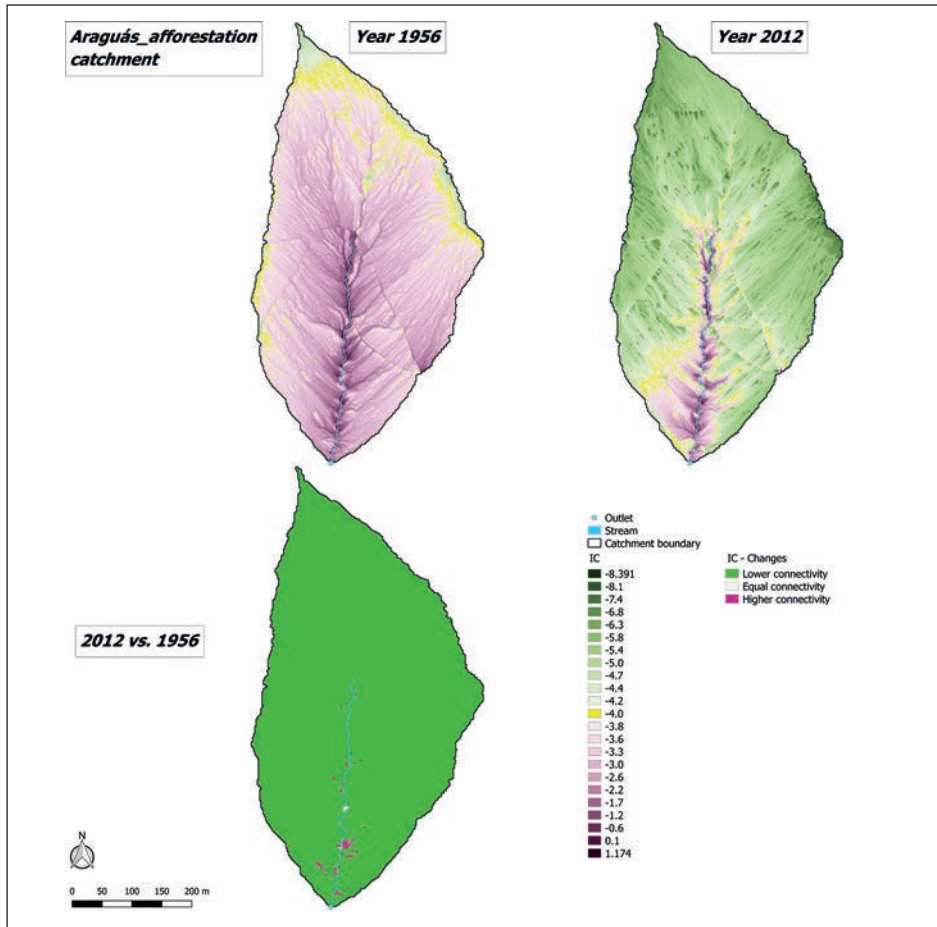 Araguás_afforestation
catchment
Year 1956
Year 2012
2012 vs. 1956
Outlet
Stream
Catchment boundary
IC
-8.391
-8.1
-7.4
-6.8
-6.3
-5.8
-5.4
-5.0
-4.7
-4.4
-4.2
-4.0
-3.8
-3.6
-3.3
-3.0
-2.6
-2.2
-1.7
-1.2
-0.6
0.1
1.174
IC - Changes
Lower connectivity
Equal connectivity
Higher connectivity
N
0 50 100 150 200 m